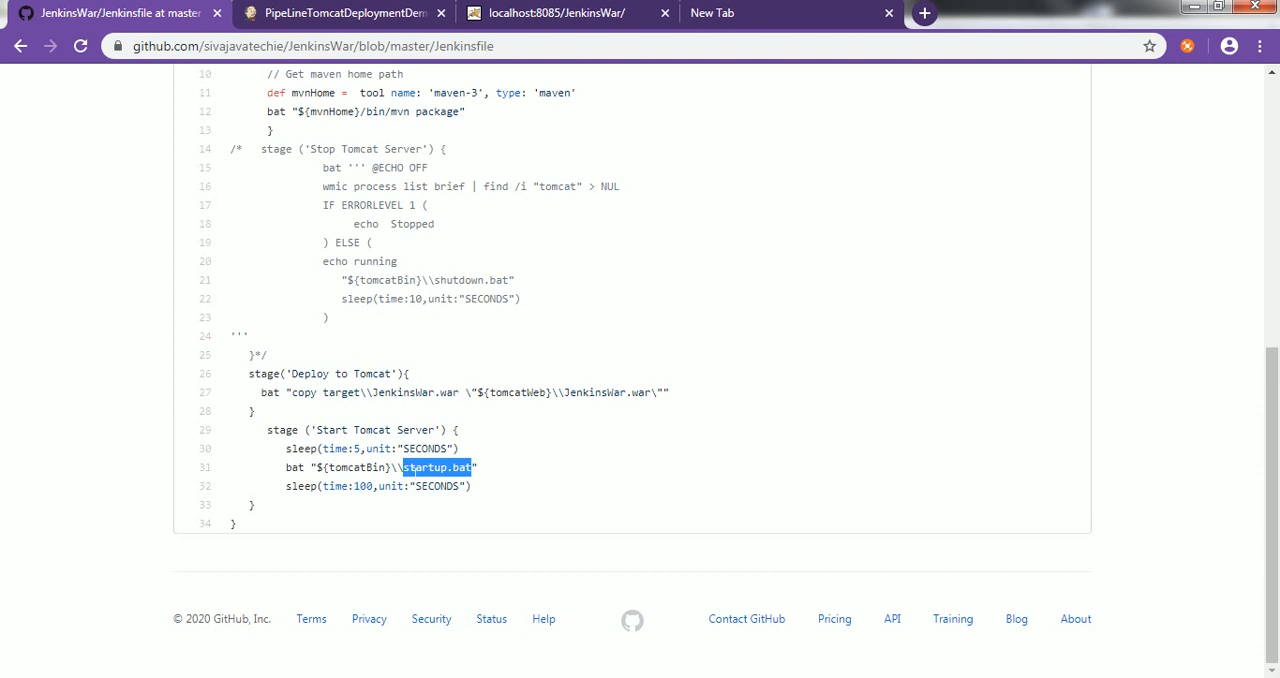 JenkinsWar/Jenkinsfile at master
PipeLineTomcatDeploymentDem
localhost:8085/JenkinsWar/
New Tab
github.com/sivajavatechie/JenkinsWar/blob/master/Jenkinsfile
10 // Get maven home path
11 def mvnHome =  tool name: 'maven-3', type: 'maven'
12 bat "${mvnHome}/bin/mvn package"
13 }
14 /*   stage ('Stop Tomcat Server') {
15 bat ''' @ECHO OFF
16 wmic process list brief | find /i "tomcat" > NUL
17 IF ERRORLEVEL 1 (
18 echo  Stopped
19 ) ELSE (
20 echo running
21 "${tomcatBin}\\shutdown.bat"
22 sleep(time:10,unit:"SECONDS")
23 )
24 '''
25 }*/
26 stage('Deploy to Tomcat'){
27 bat "copy target\\JenkinsWar.war \"${tomcatWeb}\\JenkinsWar.war\""
28 }
29 stage ('Start Tomcat Server') {
30 sleep(time:5,unit:"SECONDS")
31 bat "${tomcatBin}\\startup.bat"
32 sleep(time:100,unit:"SECONDS")
33 }
34 }
© 2020 GitHub, Inc. Terms Privacy Security Status Help Contact GitHub Pricing API Training Blog About